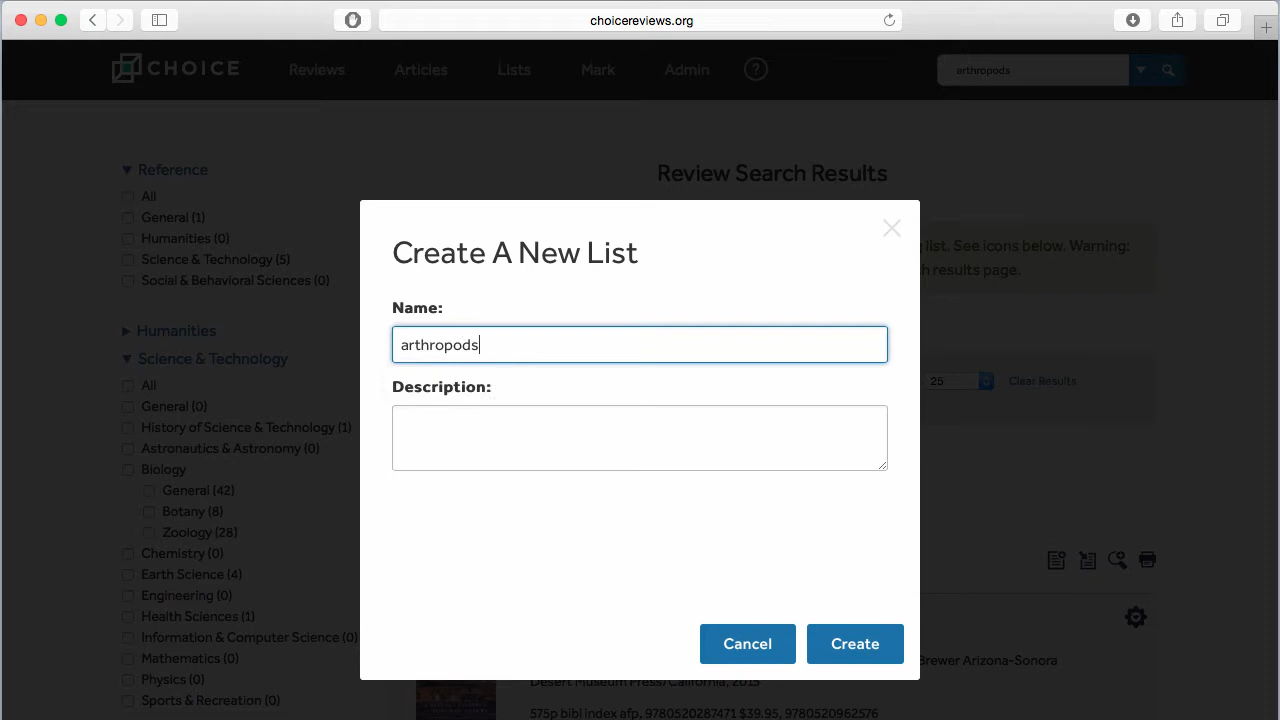 choicereviews.org
CHOICE Reviews Articles Lists Mark Admin ? arthropods
Reference
All
General (1)
Humanities (0)
Science & Technology (5)
Social & Behavioral Sciences (0)
Humanities
Science & Technology
All
General (0)
History of Science & Technology (1)
Astronautics & Astronomy (0)
Biology
General (42)
Botany (8)
Zoology (28)
Chemistry (0)
Earth Science (4)
Engineering (0)
Health Sciences (1)
Information & Computer Science (0)
Mathematics (0)
Physics (0)
Sports & Recreation (0)
Review Search Results
list. See icons below. Warning:
results page.
25 Clear Results
Create A New List
Name:
arthropods
Description:
Cancel Create
Brewer Arizona-Sonora
Desert Museum Press/California, 2015
575p bibl index afp, 9780520287471 $39.95, 9780520962576